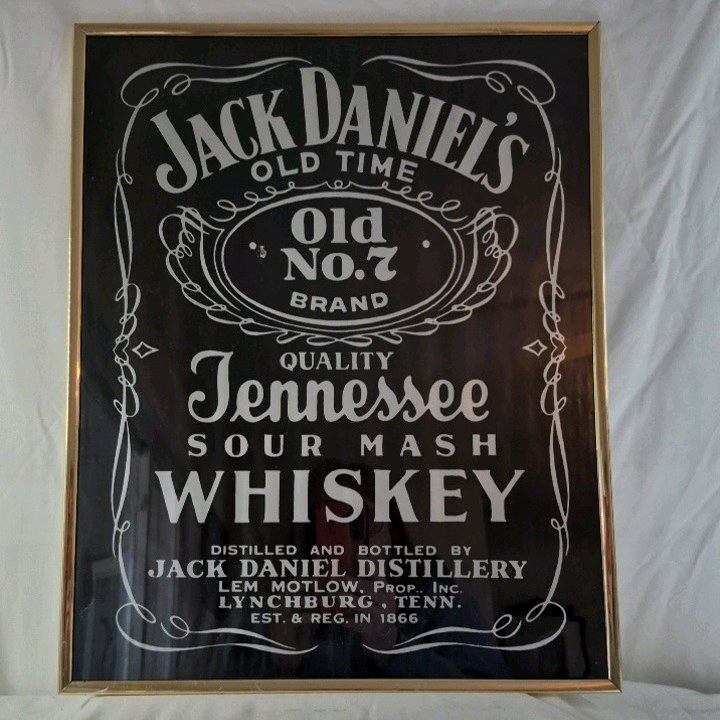 JACK DANIEL'S
OLD TIME
Old
No.7
BRAND
QUALITY
Tennessee
SOUR MASH
WHISKEY
DISTILLED AND BOTTLED BY
JACK DANIEL DISTILLERY
LEM MOTLOW, PROP., INC.
LYNCHBURG, TENN.
EST. & REG. IN 1866